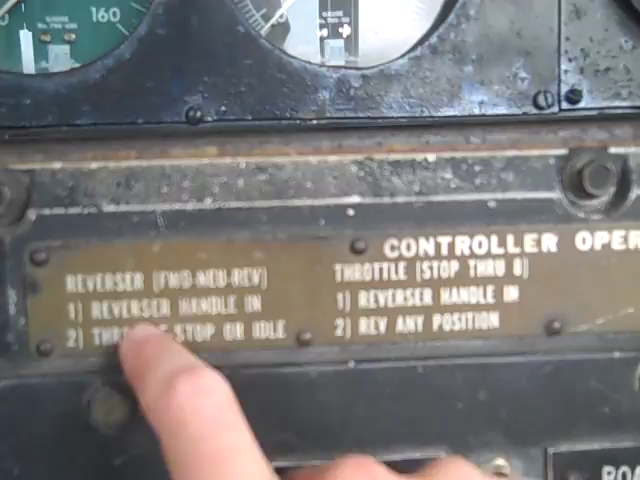 160
CONTROLLER OPER
REVERSER (FWD-NEU-REV)
1) REVERSER HANDLE IN
2) THROTTLE STOP OR IDLE
THROTTLE (STOP THRU 8)
1) REVERSER HANDLE IN
2) REV ANY POSITION